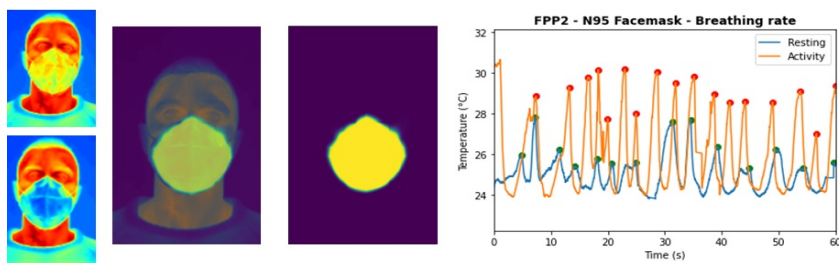 FPP2 - N95 Facemask - Breathing rate
Resting
Activity
Temperature (°C)
32
30
28
26
24
0
10
20
30
40
50
60
Time (s)